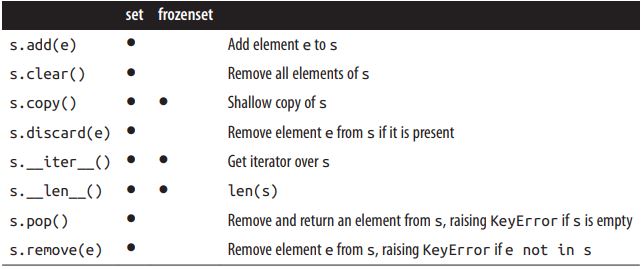 set frozenset
s.add(e) ● Add element e to s
s.clear() ● Remove all elements of s
s.copy() ● ● Shallow copy of s
s.discard(e) ● Remove element e from s if it is present
s.__iter__() ● ● Get iterator over s
s.__len__() ● ● len(s)
s.pop() ● Remove and return an element from s, raising KeyError if s is empty
s.remove(e) ● Remove element e from s, raising KeyError if e not in s